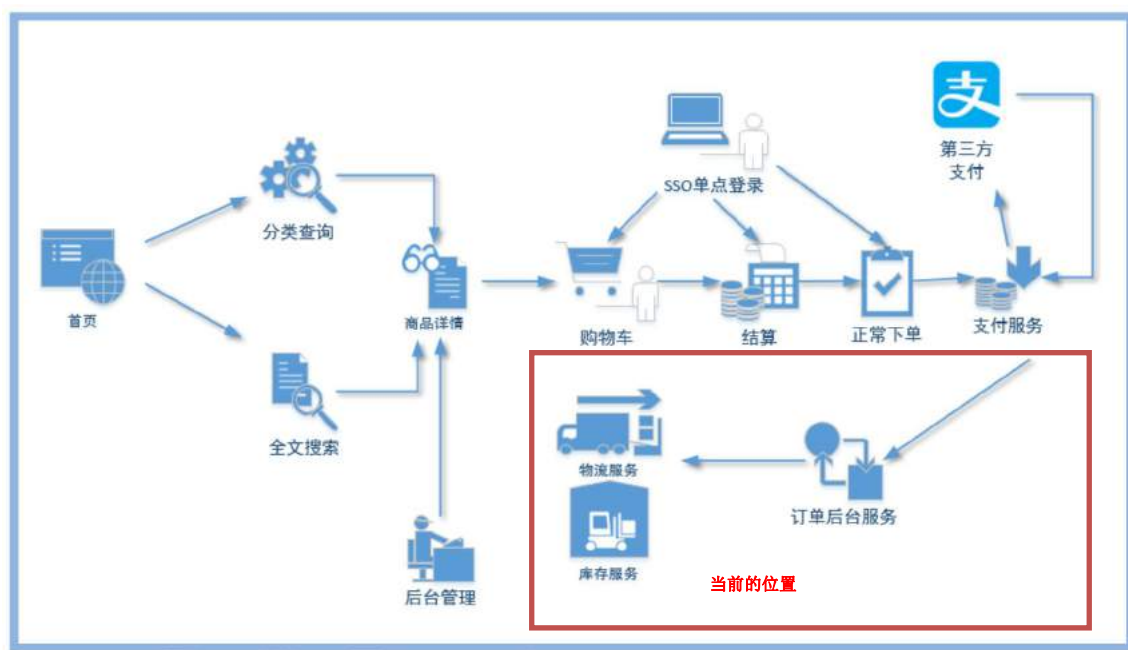 首页
分类查询
全文搜索
商品详情
后台管理
SSO单点登录
购物车
结算
正常下单
支
第三方
支付
支付服务
物流服务
库存服务
订单后台服务
当前的位置